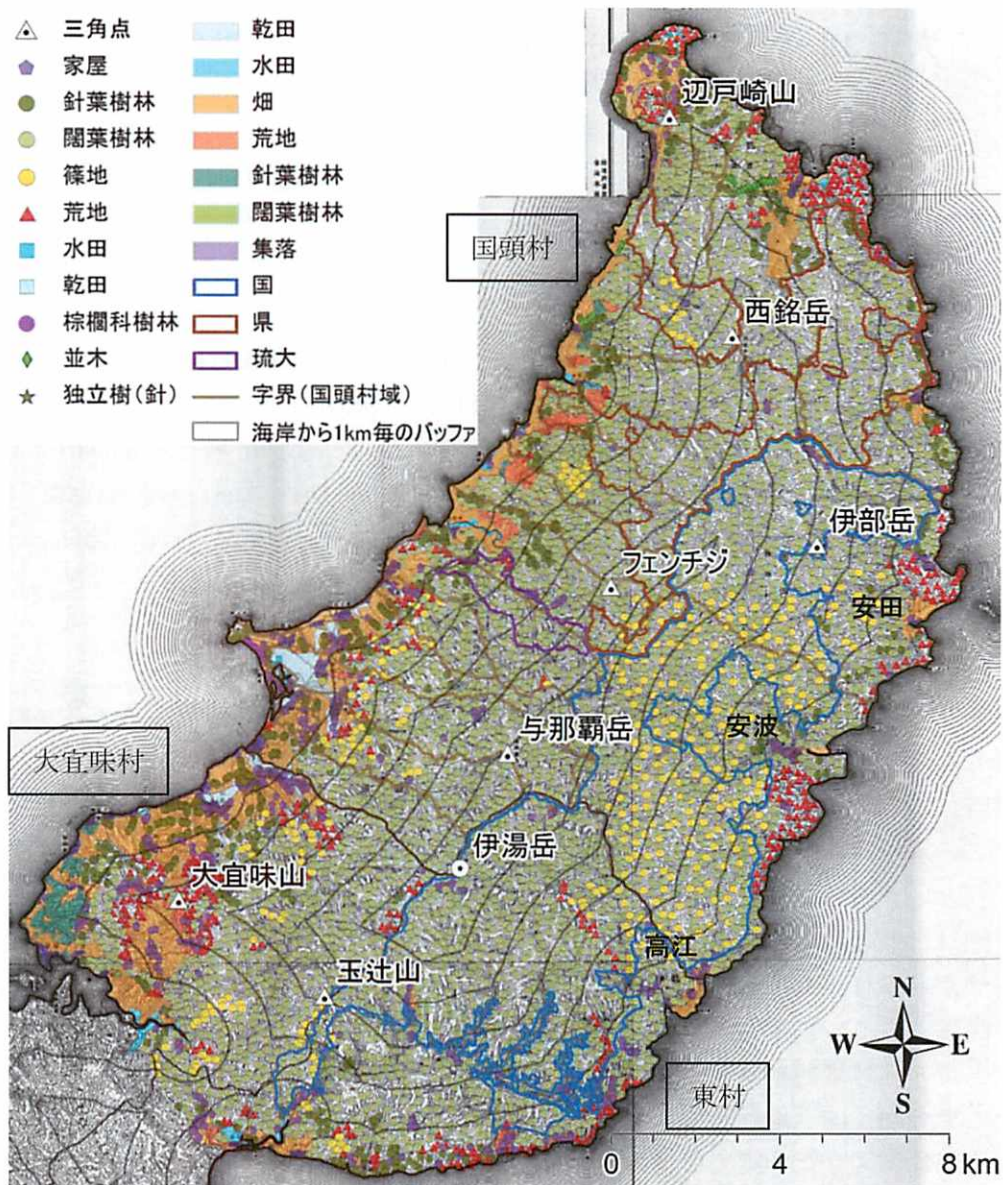 三角点
家屋
針葉樹林
闊葉樹林
篠地
荒地
水田
乾田
棕櫚科樹林
並木
独立樹(針)
乾田
水田
畑
荒地
針葉樹林
闊葉樹林
集落
国
県
琉大
字界(国頭村域)
海岸から1km毎のバッファ
辺戸崎山
国頭村
西銘岳
伊部岳
フェンチジ
安田
与那覇岳
安波
大宜味村
伊湯岳
大宜味山
高江
玉辻山
N
W
E
S
東村
0 4 8 km